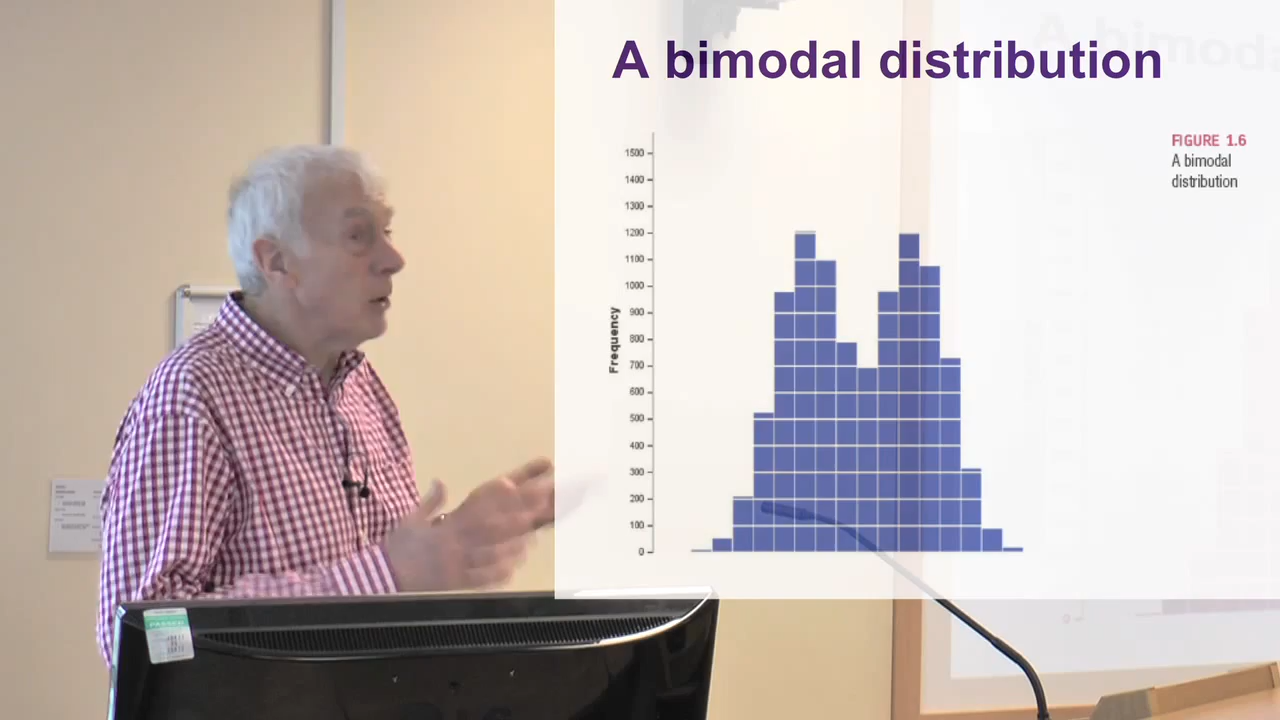 A bimodal distribution
FIGURE 1.6
A bimodal
distribution
1500
1400
1300
1200
1100
1000
900
800
700
600
500
400
300
200
100
0
Frequency
PASSED
A bimoda